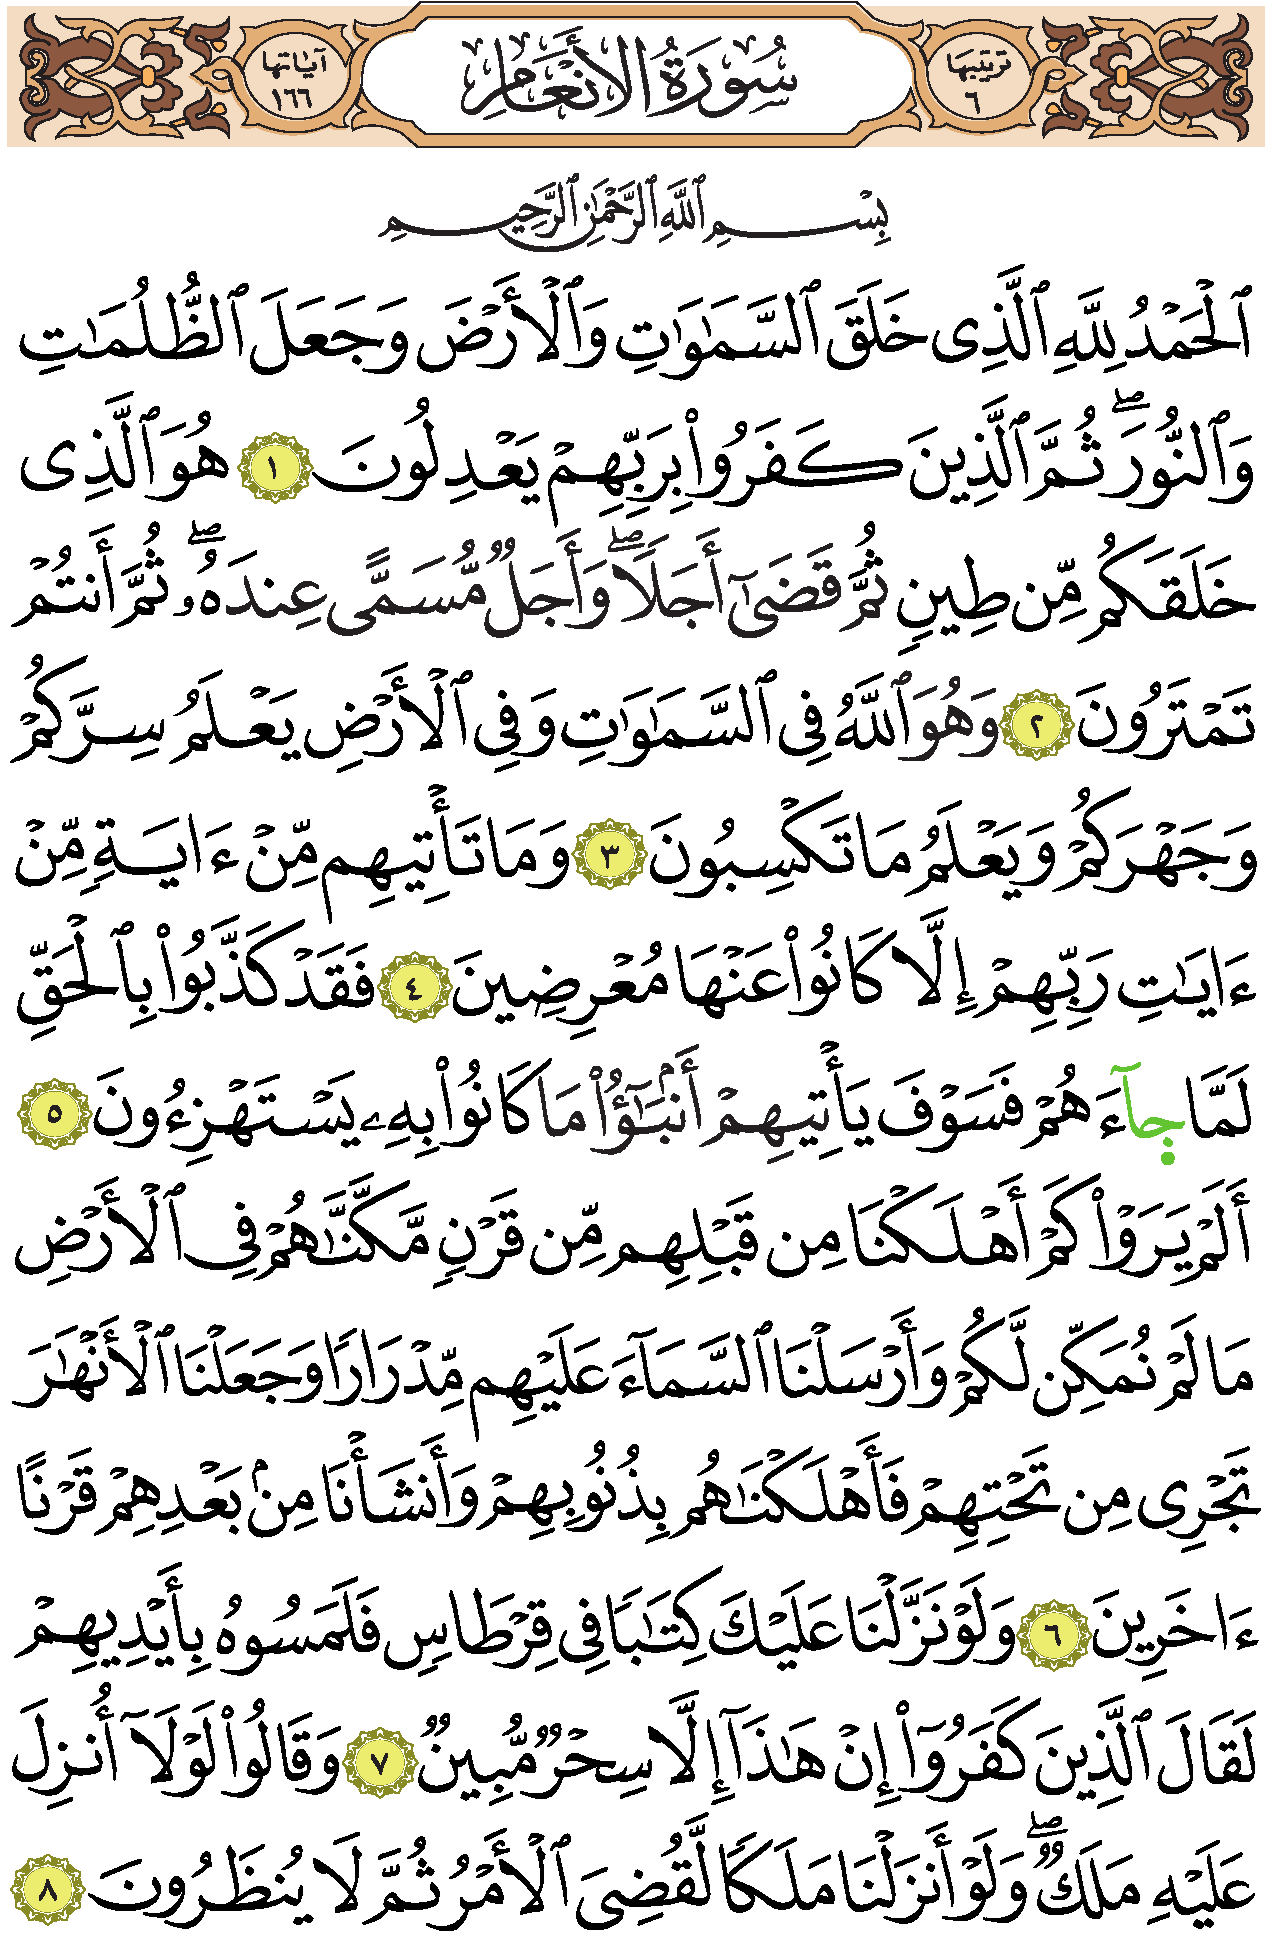 ترتيبها
٦
سُورَةُ الأَنْعَامِ
آياتها
١٦٦
بِسْمِ ٱللَّهِ ٱلرَّحْمَٰنِ ٱلرَّحِيمِ
ٱلْحَمْدُ لِلَّهِ ٱلَّذِى خَلَقَ ٱلسَّمَٰوَٰتِ وَٱلْأَرْضَ وَجَعَلَ ٱلظُّلُمَٰتِ
وَٱلنُّورَ ۖ ثُمَّ ٱلَّذِينَ كَفَرُوا۟ بِرَبِّهِمْ يَعْدِلُونَ ١ هُوَ ٱلَّذِى
خَلَقَكُم مِّن طِينٍ ثُمَّ قَضَىٰٓ أَجَلًا ۖ وَأَجَلٌ مُّسَمًّى عِندَهُۥ ۖ ثُمَّ أَنتُمْ
تَمْتَرُونَ ٢ وَهُوَ ٱللَّهُ فِى ٱلسَّمَٰوَٰتِ وَفِى ٱلْأَرْضِ يَعْلَمُ سِرَّكُمْ
وَجَهْرَكُمْ وَيَعْلَمُ مَا تَكْسِبُونَ ٣ وَمَا تَأْتِيهِم مِّنْ ءَايَةٍ مِّنْ
ءَايَٰتِ رَبِّهِمْ إِلَّا كَانُوا۟ عَنْهَا مُعْرِضِينَ ٤ فَقَدْ كَذَّبُوا۟ بِٱلْحَقِّ
لَمَّا جَآءَهُمْ فَسَوْفَ يَأْتِيهِمْ أَنۢبَٰٓؤُا۟ مَا كَانُوا۟ بِهِۦ يَسْتَهْزِءُونَ ٥
أَلَمْ يَرَوْا۟ كَمْ أَهْلَكْنَا مِن قَبْلِهِم مِّن قَرْنٍ مَّكَّنَّٰهُمْ فِى ٱلْأَرْضِ
مَا لَمْ نُمَكِّن لَّكُمْ وَأَرْسَلْنَا ٱلسَّمَآءَ عَلَيْهِم مِّدْرَارًا وَجَعَلْنَا ٱلْأَنْهَٰرَ
تَجْرِى مِن تَحْتِهِمْ فَأَهْلَكْنَٰهُم بِذُنُوبِهِمْ وَأَنشَأْنَا مِنۢ بَعْدِهِمْ قَرْنًا
ءَاخَرِينَ ٦ وَلَوْ نَزَّلْنَا عَلَيْكَ كِتَٰبًا فِى قِرْطَاسٍ فَلَمَسُوهُ بِأَيْدِيهِمْ
لَقَالَ ٱلَّذِينَ كَفَرُوٓا۟ إِنْ هَٰذَآ إِلَّا سِحْرٌ مُّبِينٌ ٧ وَقَالُوا۟ لَوْلَآ أُنزِلَ
عَلَيْهِ مَلَكٌ ۖ وَلَوْ أَنزَلْنَا مَلَكًا لَّقُضِىَ ٱلْأَمْرُ ثُمَّ لَا يُنظَرُونَ ٨